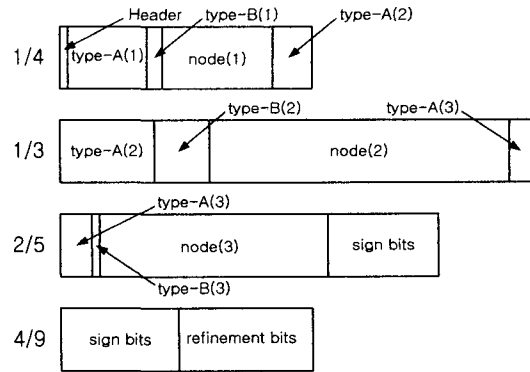 Header
type-B(1)
type-A(2)
1/4
type-A(1)
node(1)
type-B(2)
type-A(3)
1/3
type-A(2)
node(2)
type-A(3)
2/5
node(3)
sign bits
type-B(3)
4/9
sign bits
refinement bits